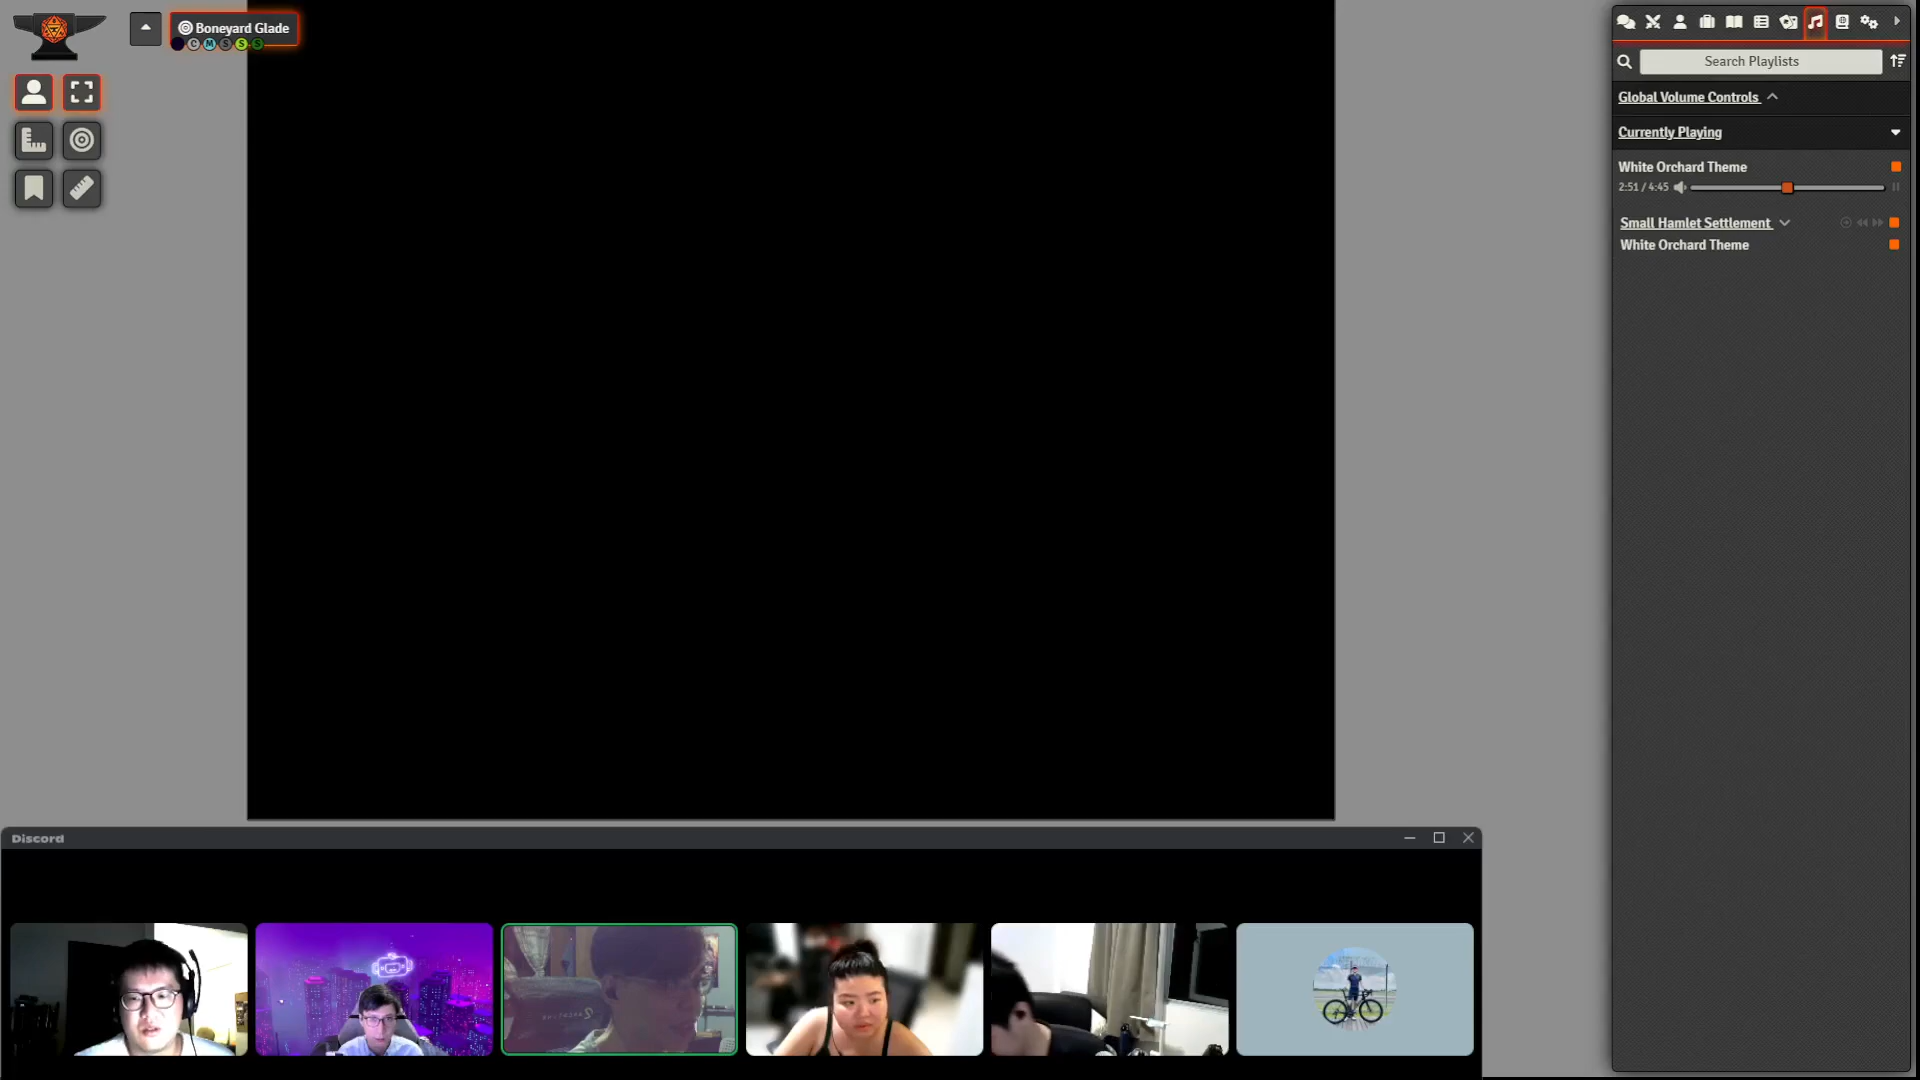 Boneyard Glade
C M S S S
Search Playlists
Global Volume Controls
Currently Playing
White Orchard Theme
2:51 / 4:45
Small Hamlet Settlement
White Orchard Theme
Discord